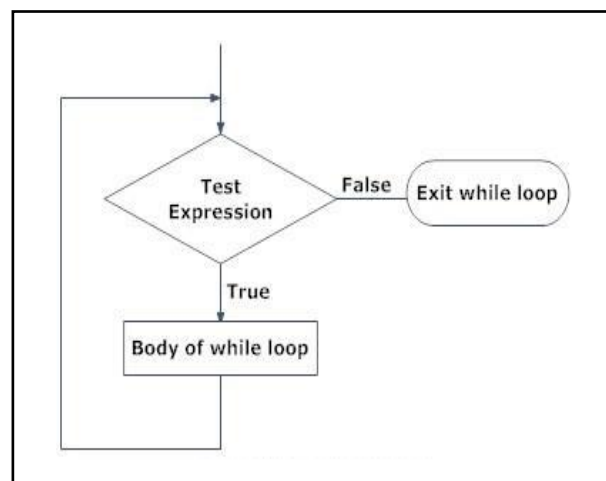 Test
Expression
False
Exit while loop
True
Body of while loop